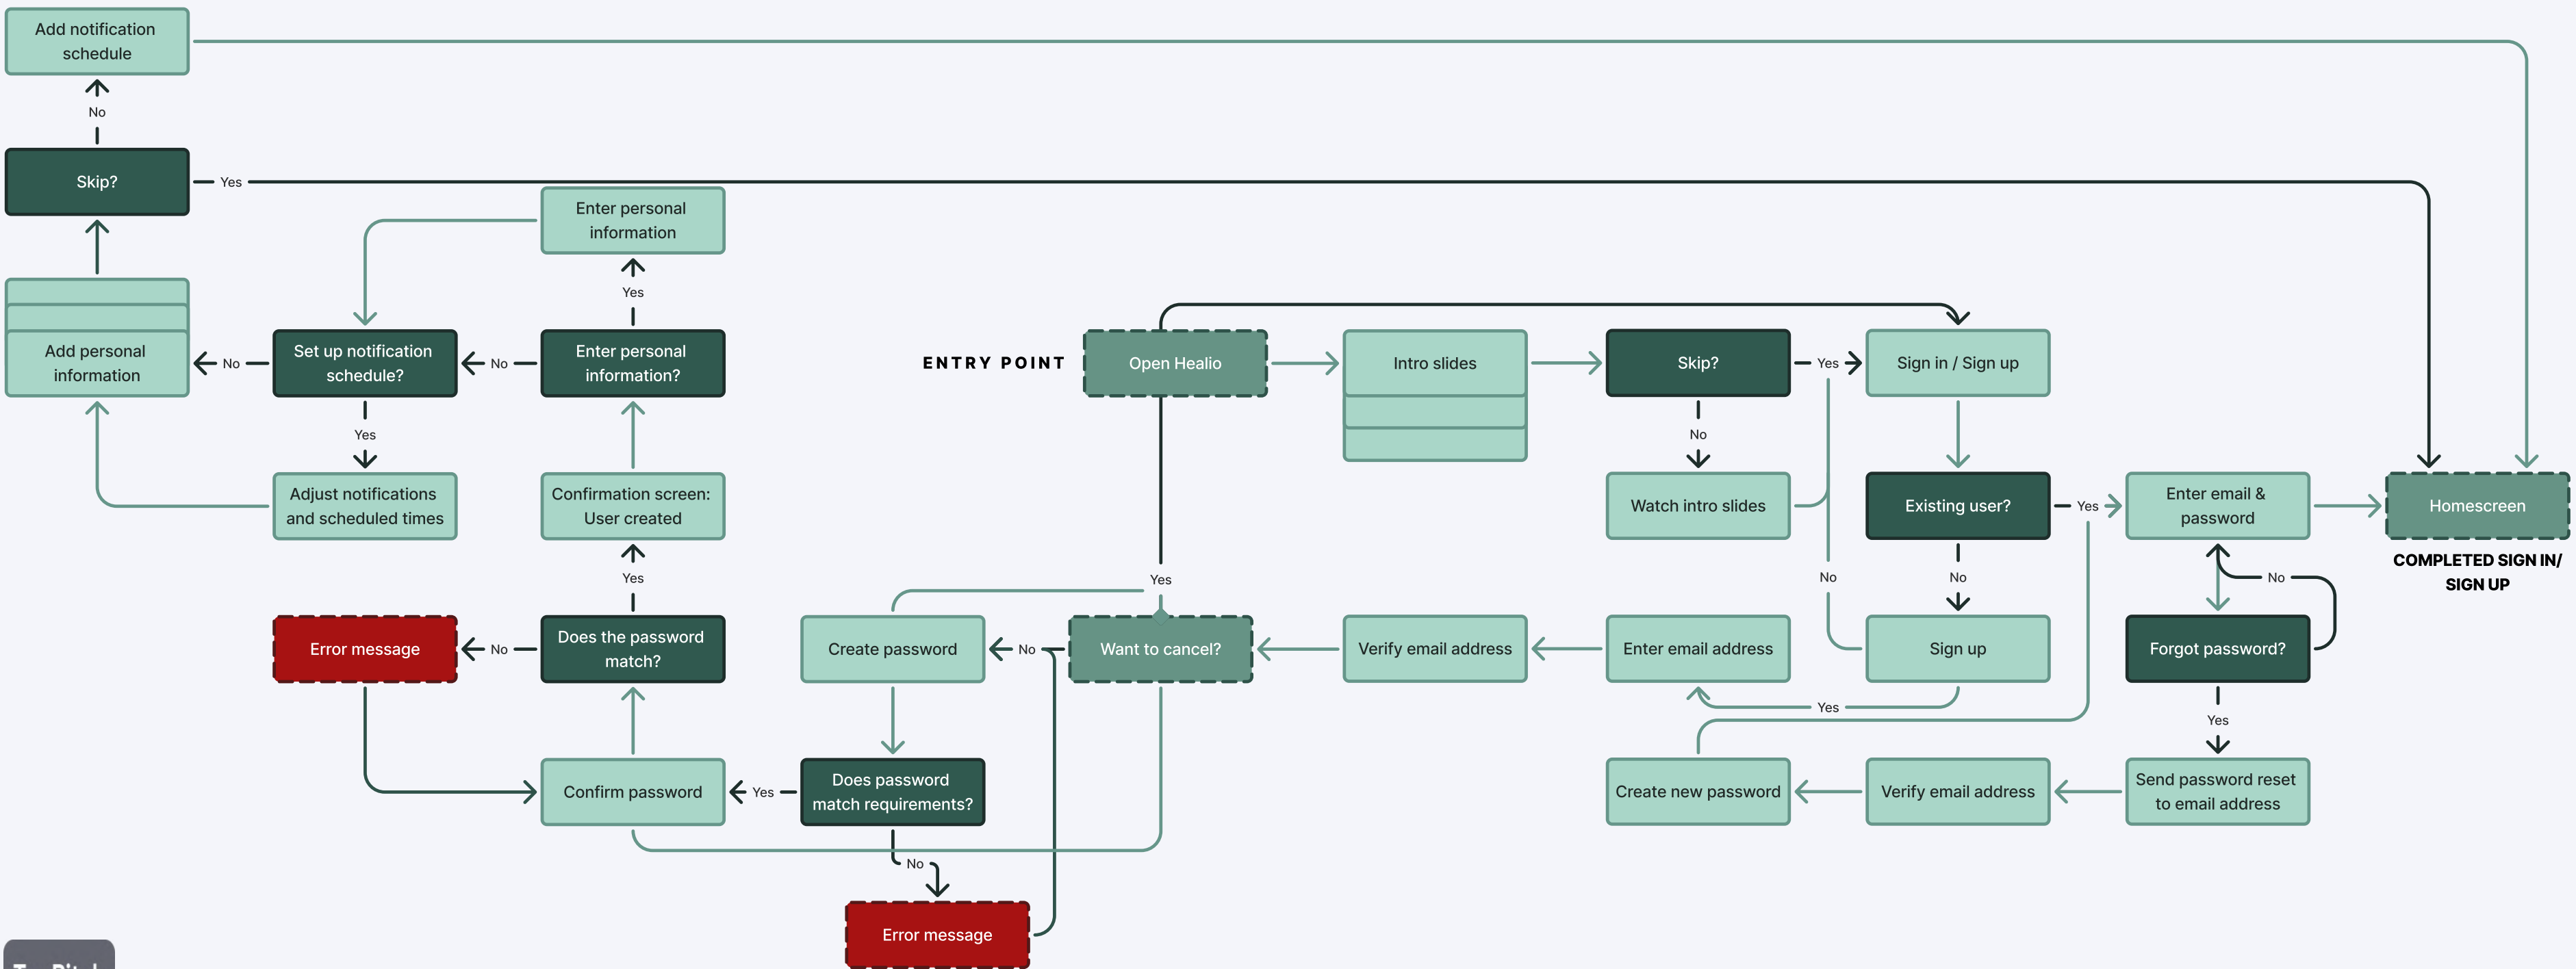 Add notification
schedule
No
Skip?
Yes
Enter personal
information
Yes
Add personal
information
No
Set up notification
schedule?
No
Enter personal
information?
ENTRY POINT
Open Healio
Intro slides
Skip?
Yes
Sign in / Sign up
Yes
No
Adjust notifications
and scheduled times
Confirmation screen:
User created
Watch intro slides
Existing user?
Yes
Enter email &
password
Homescreen
COMPLETED SIGN IN/
SIGN UP
Yes
Yes
No
No
No
Error message
No
Does the password
match?
Create password
No
Want to cancel?
Verify email address
Enter email address
Sign up
Forgot password?
Yes
Yes
Confirm password
Yes
Does password
match requirements?
Create new password
Verify email address
Send password reset
to email address
No
Error message